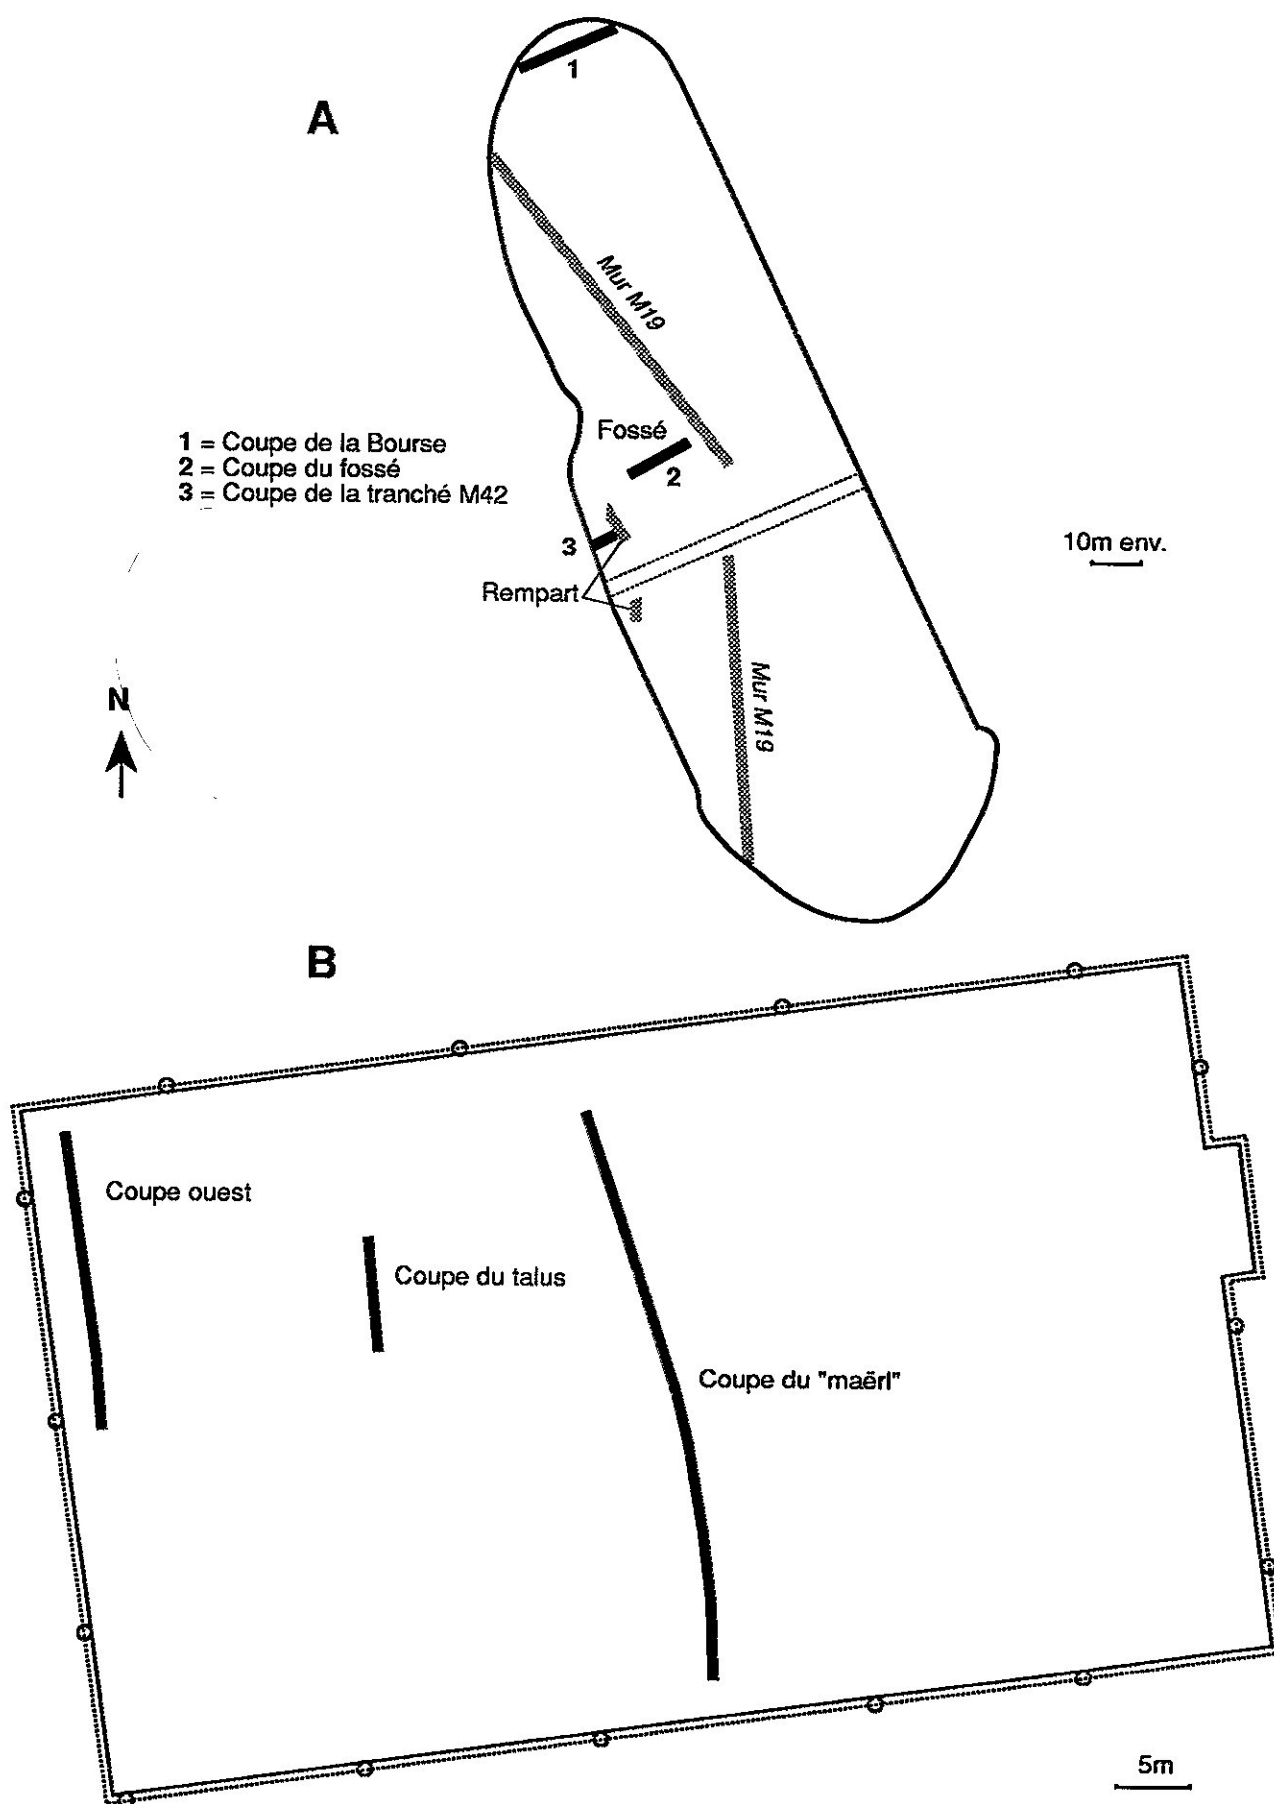 A
1
Mur M19
Fossé
2
1 = Coupe de la Bourse
2 = Coupe du fossé
3 = Coupe de la tranché M42
3
10m env.
Rempart
Mur M19
N
B
Coupe ouest
Coupe du talus
Coupe du "maërl"
5m